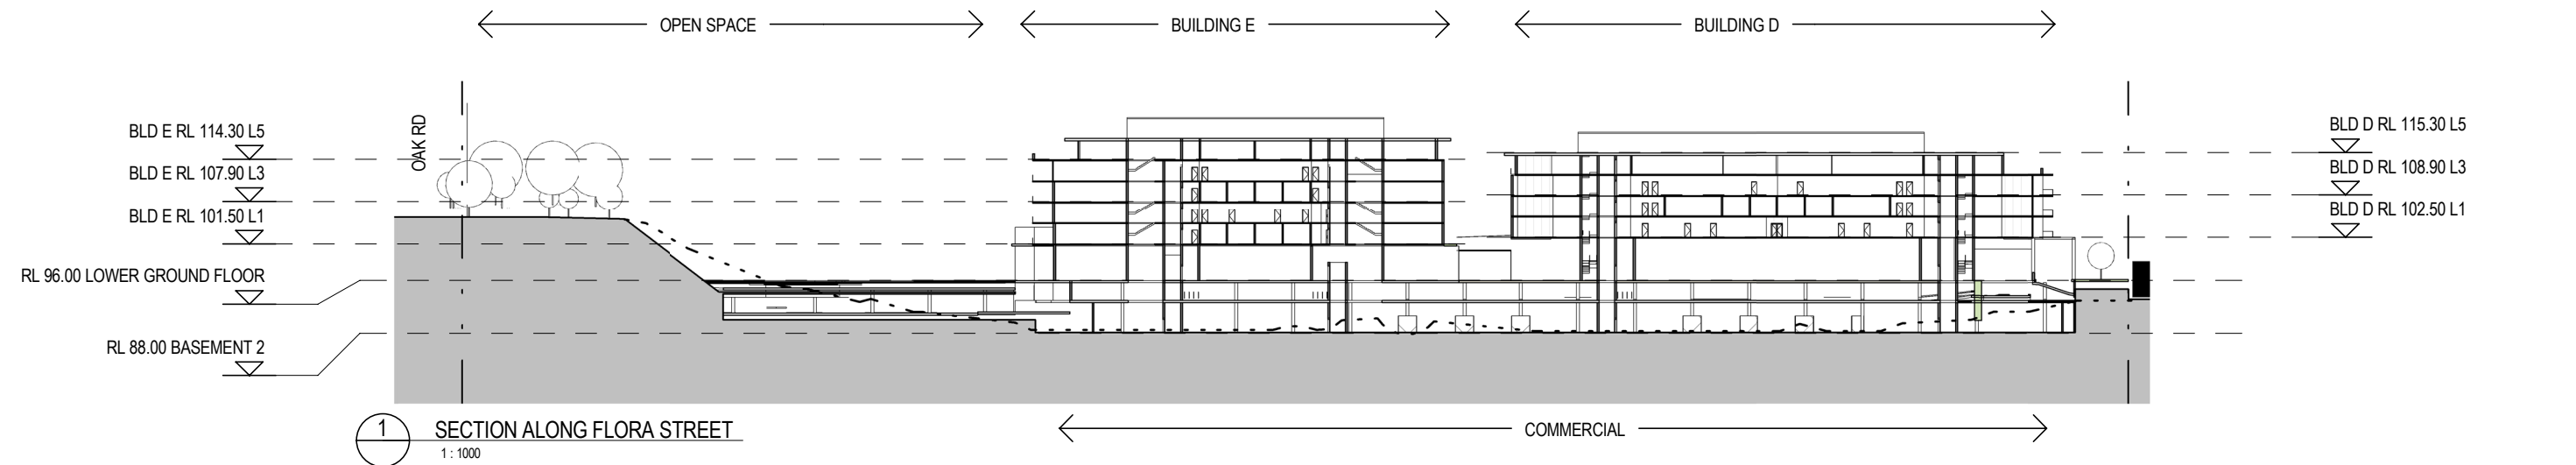 OPEN SPACE
BUILDING E
BUILDING D
OAK RD
BLD E RL 114.30 L5
BLD E RL 107.90 L3
BLD E RL 101.50 L1
RL 96.00 LOWER GROUND FLOOR
RL 88.00 BASEMENT 2
BLD D RL 115.30 L5
BLD D RL 108.90 L3
BLD D RL 102.50 L1
1 SECTION ALONG FLORA STREET
1 : 1000
COMMERCIAL